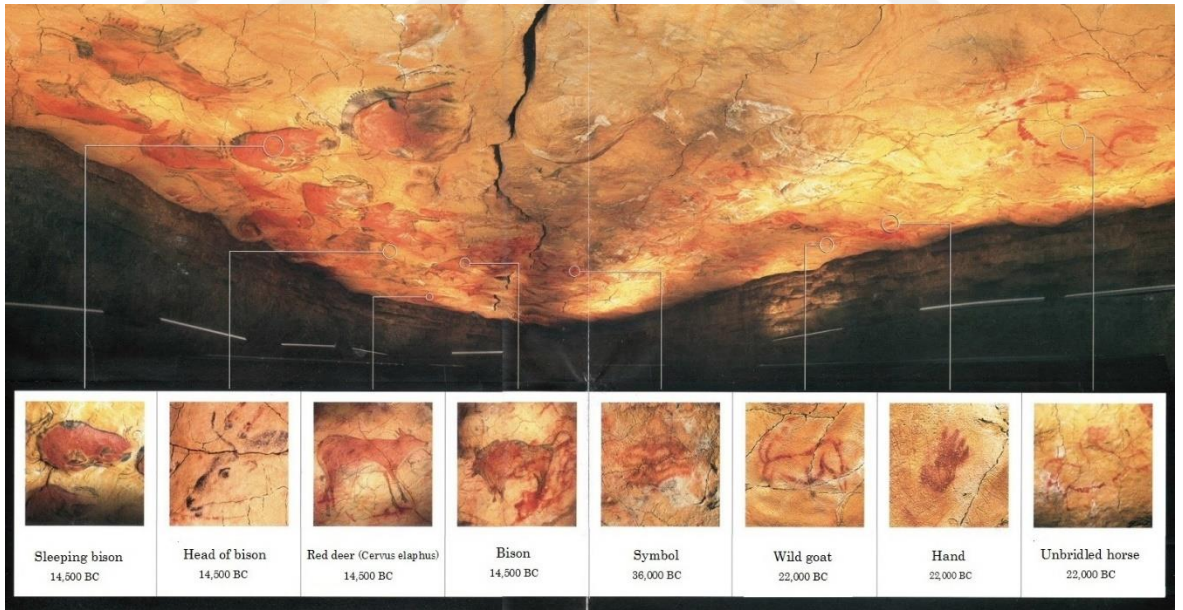 Sleeping bison
14,500 BC
Head of bison
14,500 BC
Red deer (Cervus elaphus)
14,500 BC
Bison
14,500 BC
Symbol
36,000 BC
Wild goat
22,000 BC
Hand
22,000 BC
Unbridled horse
22,000 BC